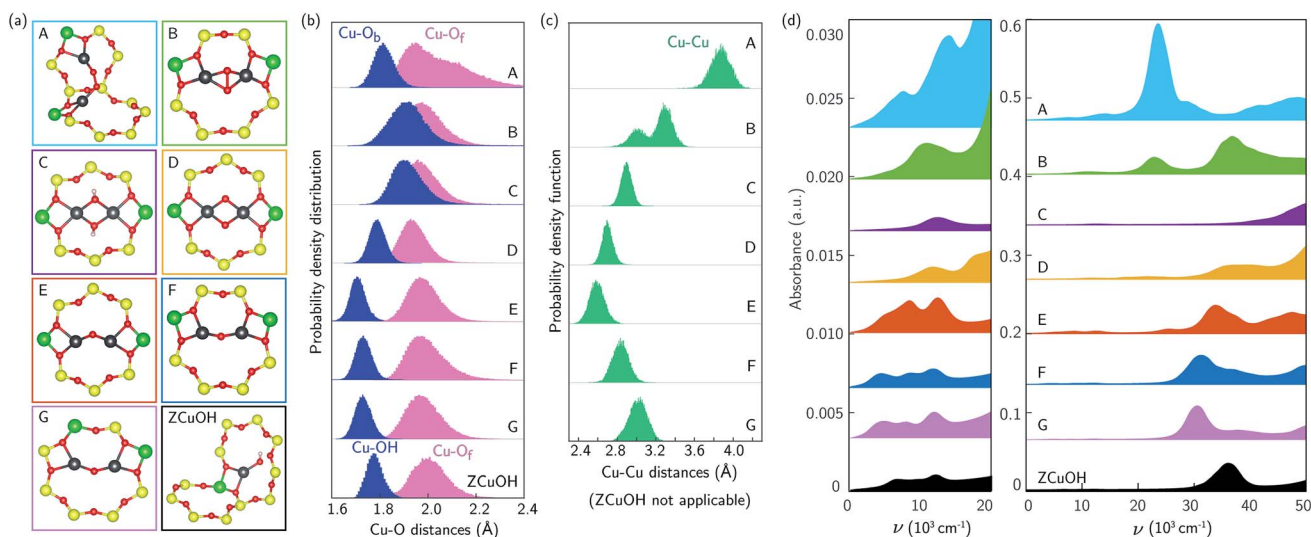 (a)
A
B
C
D
E
F
G
ZCuOH
(b)
Cu-O_b
Cu-O_f
Probability density distribution
A
B
C
D
E
F
G
Cu-OH
Cu-O_f
ZCuOH
1.6
1.8
2.0
2.2
2.4
Cu-O distances (Å)
(c)
Cu-Cu
Probability density function
A
B
C
D
E
F
G
2.4
2.8
3.2
3.6
4.0
Cu-Cu distances (Å)
(ZCuOH not applicable)
(d)
Absorbance (a.u.)
0.030
0.025
0.020
0.015
0.010
0.005
0
0
10
20
ν (10³ cm⁻¹)
0.6
0.5
0.4
0.3
0.2
0.1
0
A
B
C
D
E
F
G
ZCuOH
10
30
50
ν (10³ cm⁻¹)